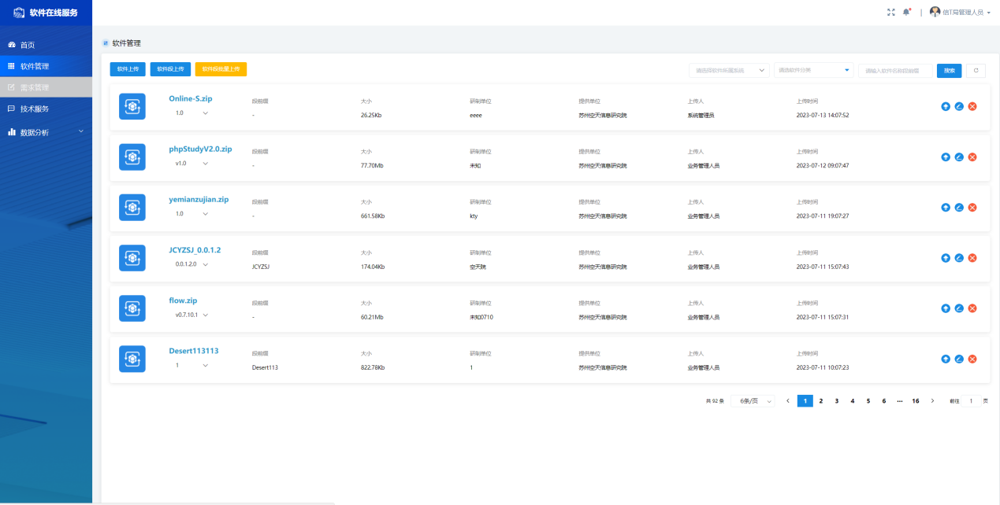 软件在线服务
信T局管理人员
首页
软件管理
需求管理
技术服务
数据分析
软件管理
软件上传 软件段上传 软件段批量上传 请选择软件所属系统 请选软件分类 请输入软件名称段前缀 搜索
Online-S.zip 段前缀 大小 研制单位 提供单位 上传人 上传时间
1.0 - 26.25Kb eeee 苏州空天信息研究院 系统管理员 2023-07-13 14:07:52
phpStudyV2.0.zip 段前缀 大小 研制单位 提供单位 上传人 上传时间
v1.0 - 77.70Mb 未知 苏州空天信息研究院 业务管理人员 2023-07-12 09:07:47
yemianzujian.zip 段前缀 大小 研制单位 提供单位 上传人 上传时间
1.0 - 661.58Kb kty 苏州空天信息研究院 业务管理人员 2023-07-11 19:07:27
JCYZSJ_0.0.1.2 段前缀 大小 研制单位 提供单位 上传人 上传时间
0.0.1.2.0 JCYZSJ 174.04Kb 空天院 苏州空天信息研究院 业务管理人员 2023-07-11 15:07:43
flow.zip 段前缀 大小 研制单位 提供单位 上传人 上传时间
v0.7.10.1 - 60.21Mb 未知0710 苏州空天信息研究院 业务管理人员 2023-07-11 15:07:31
Desert113113 段前缀 大小 研制单位 提供单位 上传人 上传时间
1 Desert113 822.78Kb 1 苏州空天信息研究院 业务管理人员 2023-07-11 10:07:23
共 92 条 6条/页 1 2 3 4 5 6 ··· 16 前往 1 页